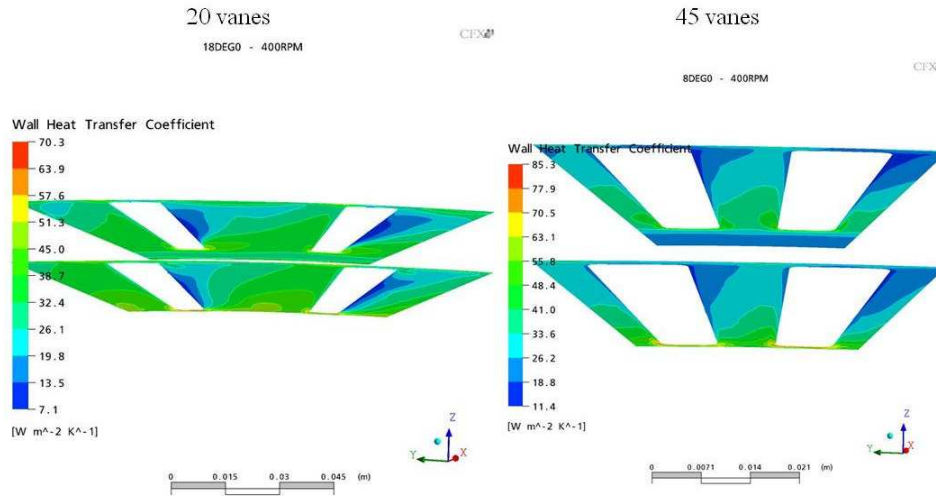 20 vanes
18DEG0 - 400RPM
CFX
Wall Heat Transfer Coefficient
70.3
63.9
57.6
51.3
45.0
38.7
32.4
26.1
19.8
13.5
7.1
[W m^-2 K^-1]
Z
Y
X
0
0.015
0.03
0.045
(m)
45 vanes
8DEG0 - 400RPM
CFX
Wall Heat Transfer Coefficient
85.3
77.9
70.5
63.1
55.8
48.4
41.0
33.6
26.2
18.8
11.4
[W m^-2 K^-1]
Z
Y
X
0
0.0071
0.014
0.021
(m)